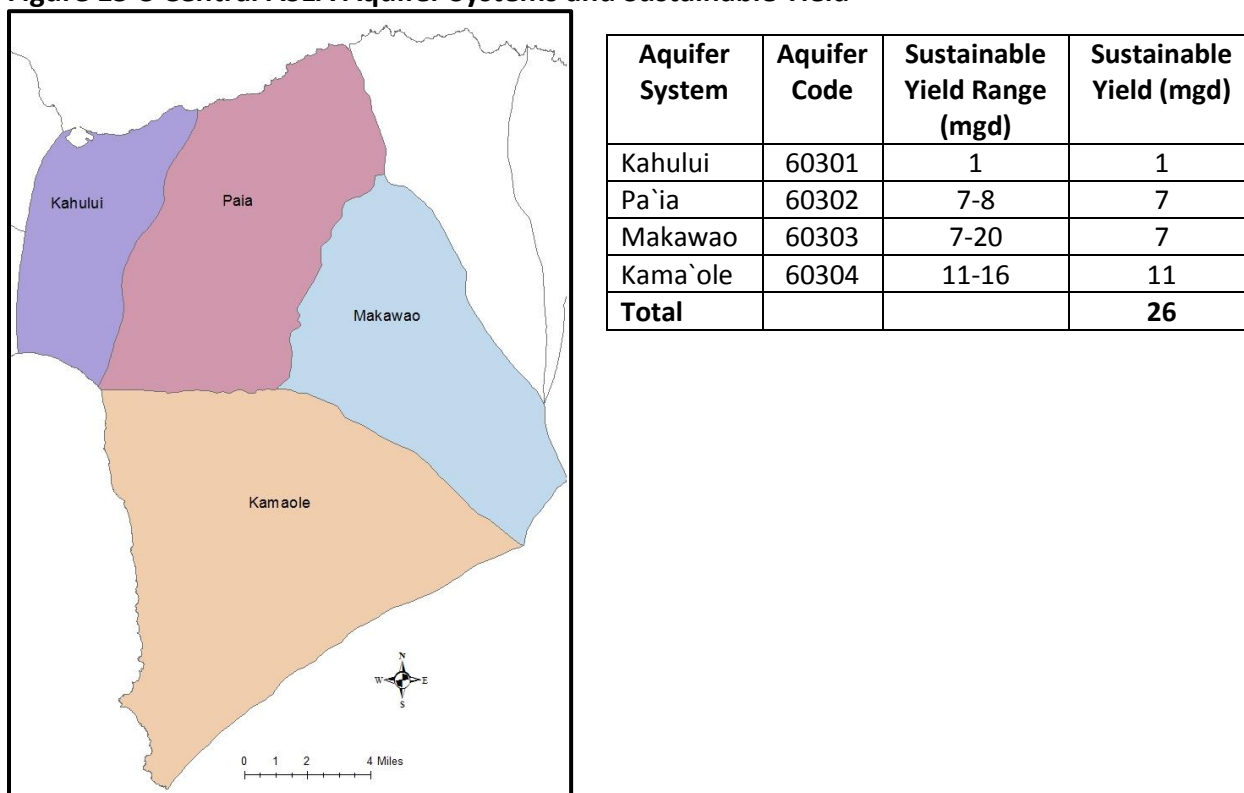 Aquifer System Aquifer Code Sustainable Yield Range (mgd) Sustainable Yield (mgd)
Kahului 60301 1 1
Pa`ia 60302 7-8 7
Makawao 60303 7-20 7
Kama`ole 60304 11-16 11
Total 26
Kahului
Paia
Makawao
Kamaole
N
W E
S
0 1 2 4 Miles